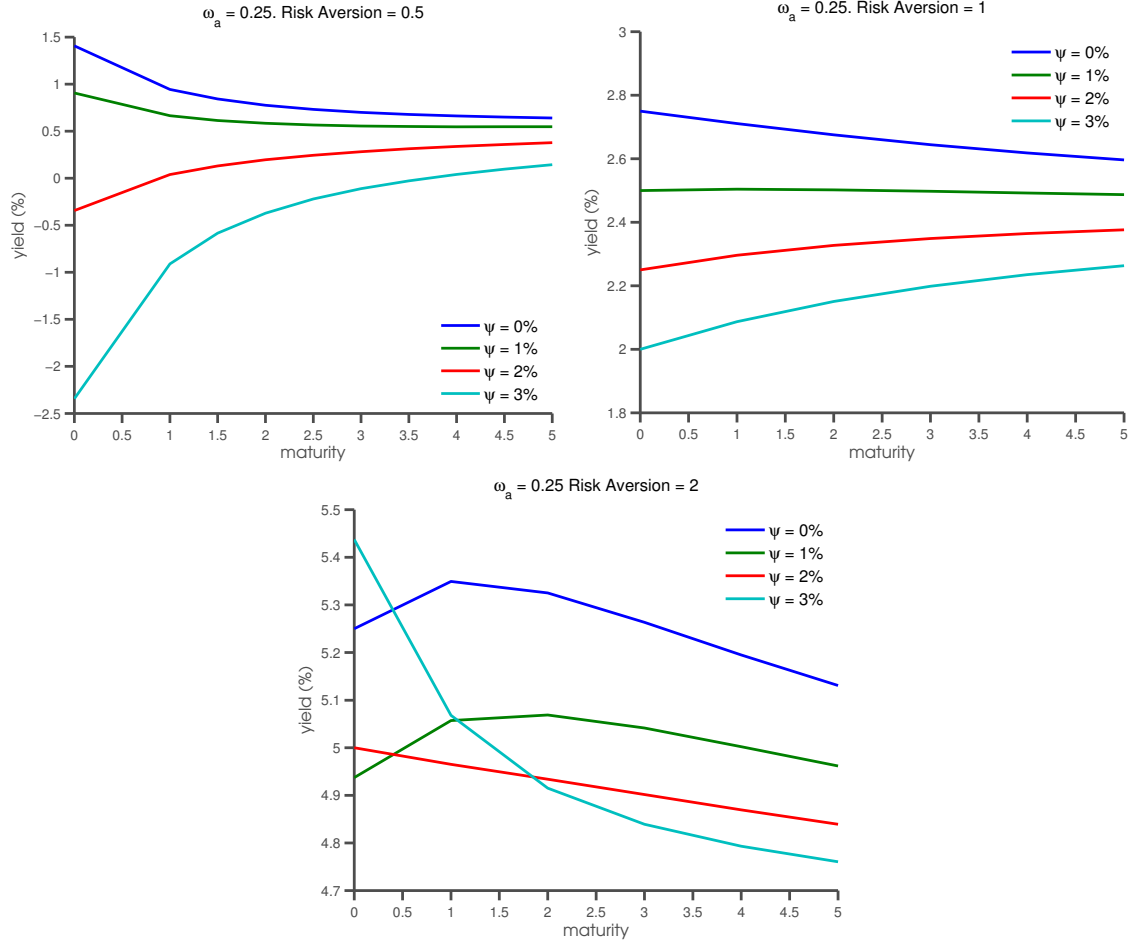 ωa = 0.25. Risk Aversion = 0.5
yield (%)
1.5
1
0.5
0
−0.5
−1
−1.5
−2
−2.5
ψ = 0%
ψ = 1%
ψ = 2%
ψ = 3%
0 0.5 1 1.5 2 2.5 3 3.5 4 4.5 5
maturity
ωa = 0.25. Risk Aversion = 1
yield (%)
3
2.8
2.6
2.4
2.2
2
1.8
ψ = 0%
ψ = 1%
ψ = 2%
ψ = 3%
0 0.5 1 1.5 2 2.5 3 3.5 4 4.5 5
maturity
ωa = 0.25 Risk Aversion = 2
yield (%)
5.5
5.4
5.3
5.2
5.1
5
4.9
4.8
4.7
ψ = 0%
ψ = 1%
ψ = 2%
ψ = 3%
0 0.5 1 1.5 2 2.5 3 3.5 4 4.5 5
maturity